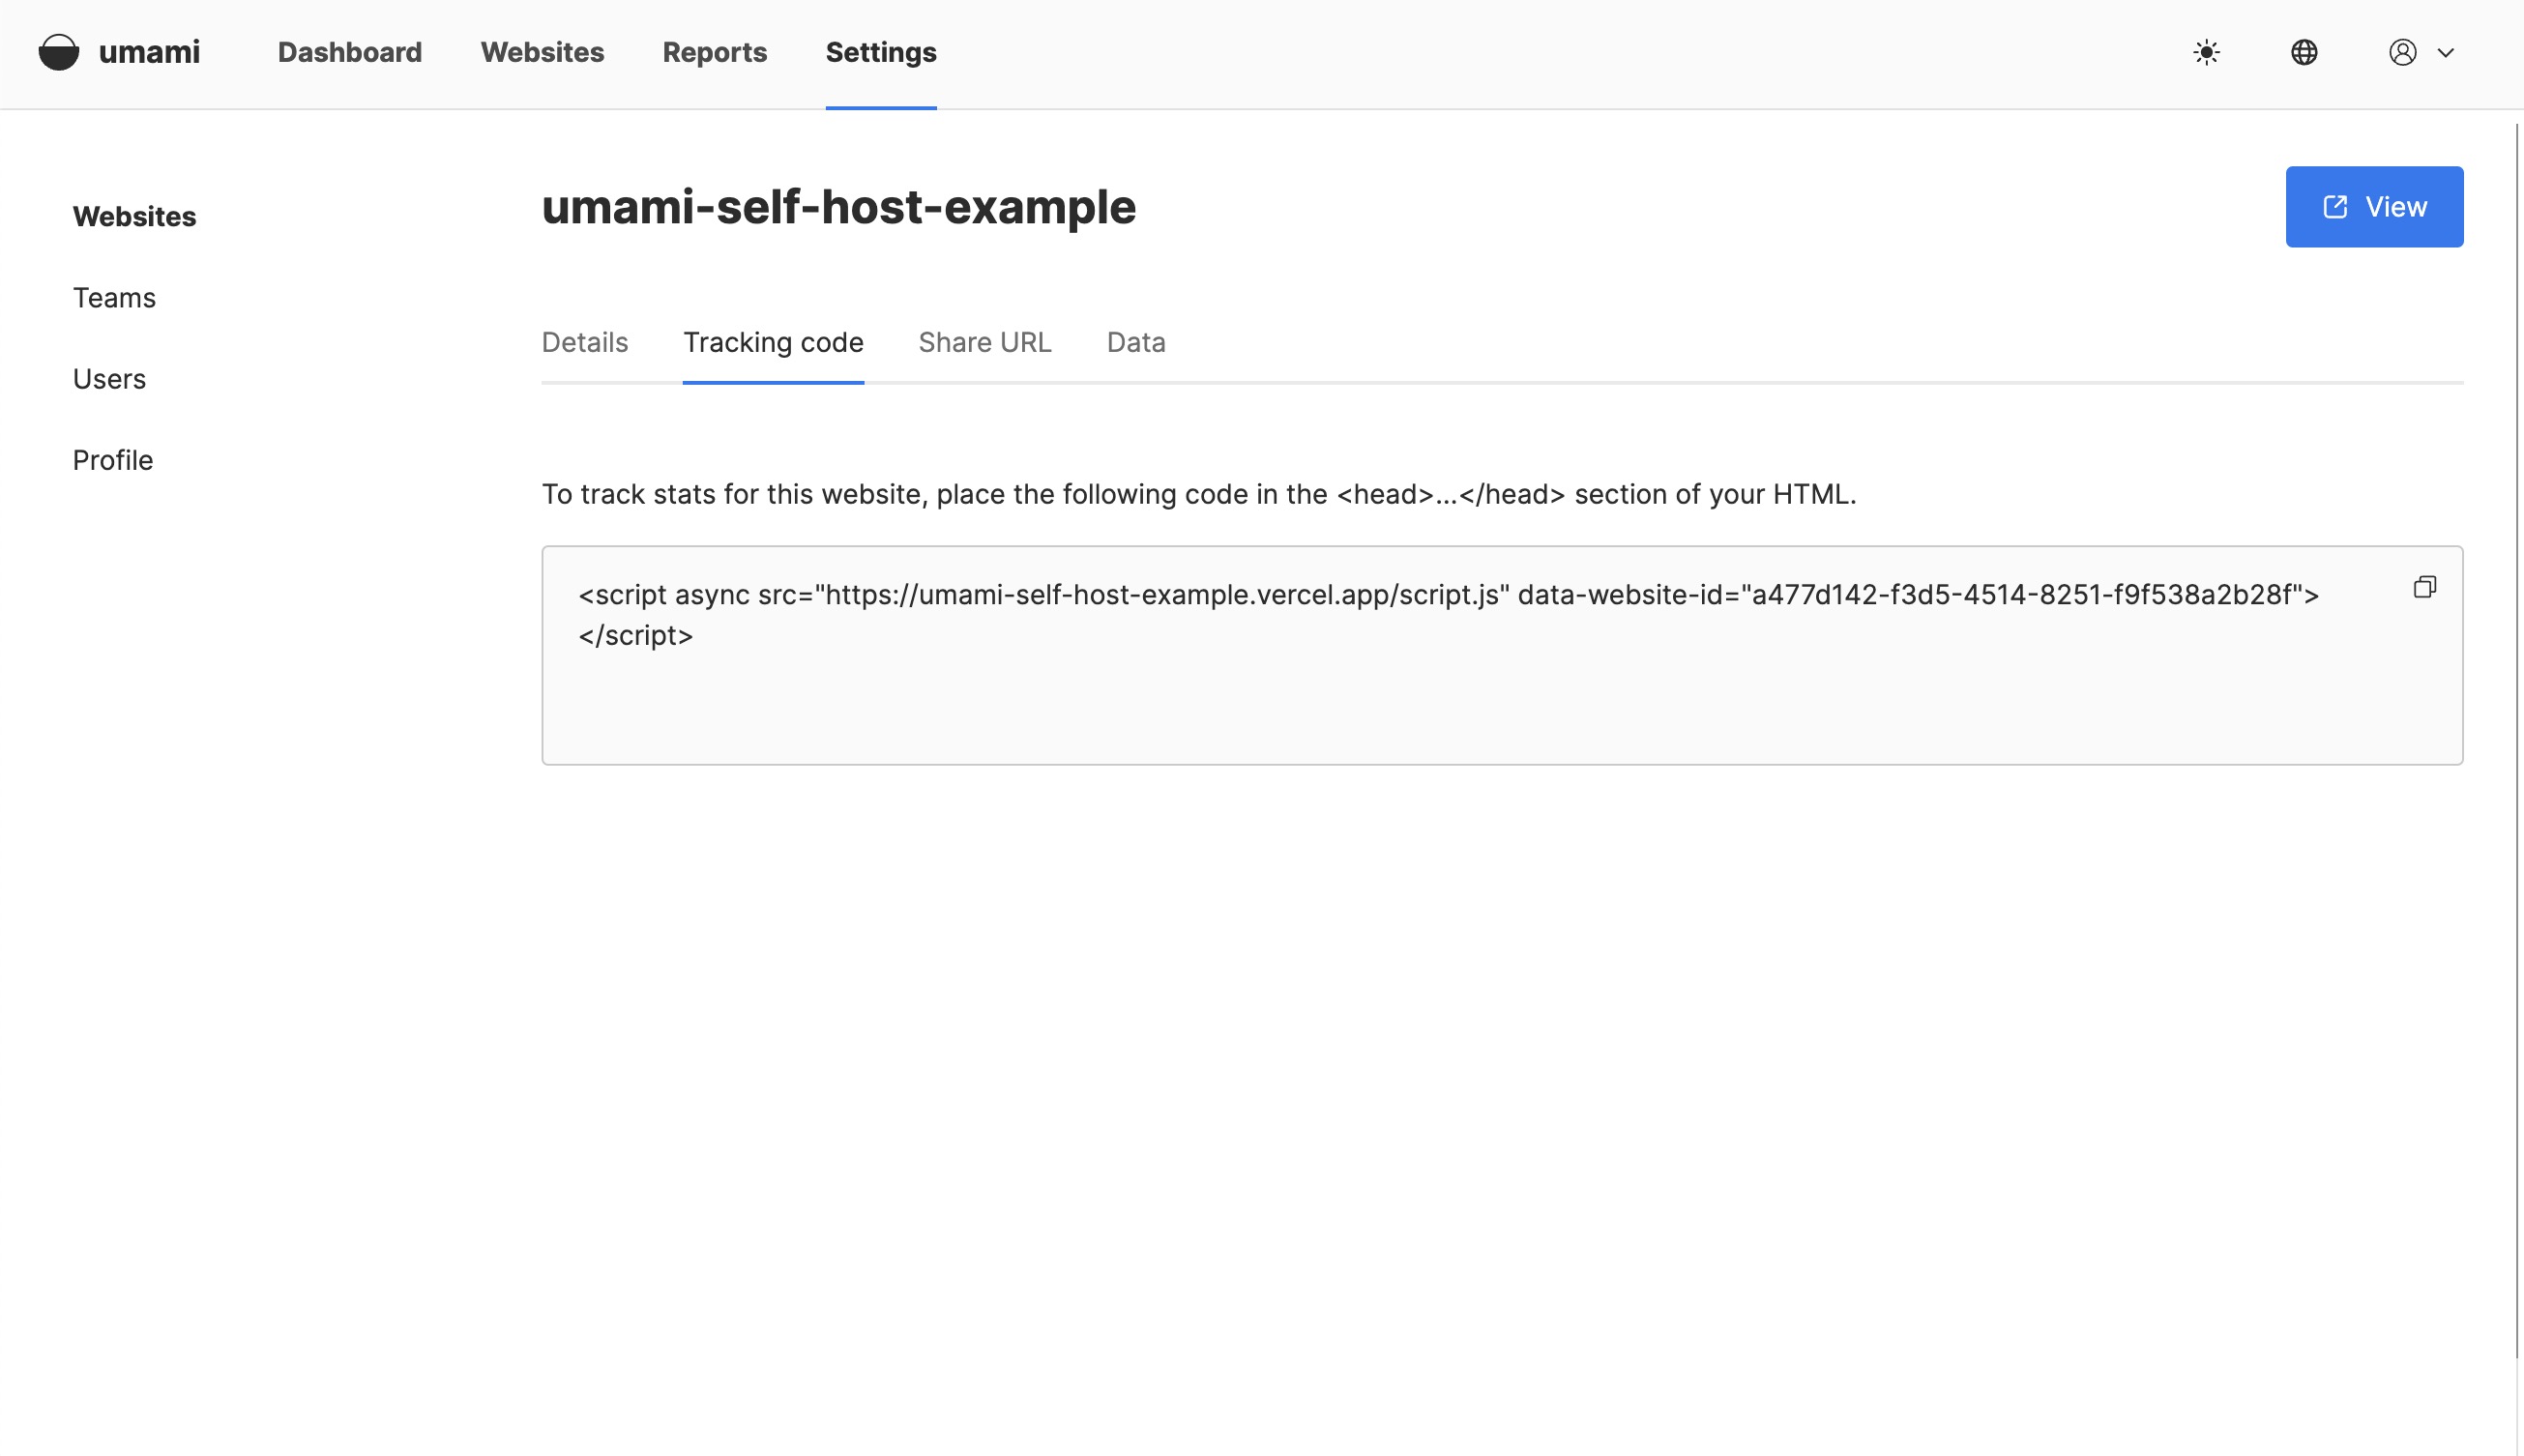 umami
Dashboard
Websites
Reports
Settings
Websites
Teams
Users
Profile
umami-self-host-example
View
Details
Tracking code
Share URL
Data
To track stats for this website, place the following code in the <head>...</head> section of your HTML.
<script async src="https://umami-self-host-example.vercel.app/script.js" data-website-id="a477d142-f3d5-4514-8251-f9f538a2b28f">
</script>